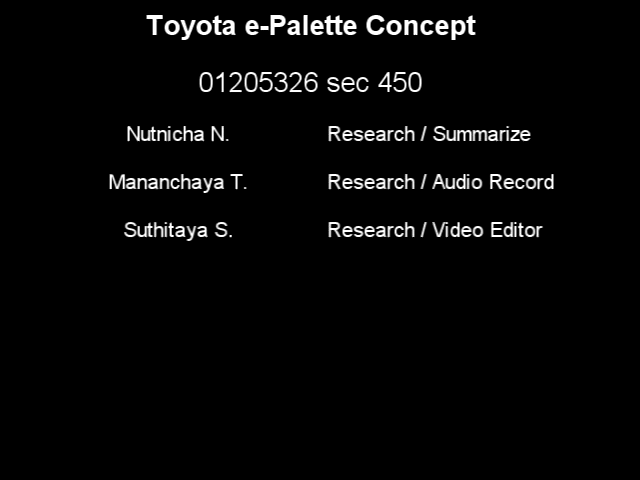 Toyota e-Palette Concept
01205326 sec 450
Nutnicha N. Research / Summarize
Mananchaya T. Research / Audio Record
Suthitaya S. Research / Video Editor